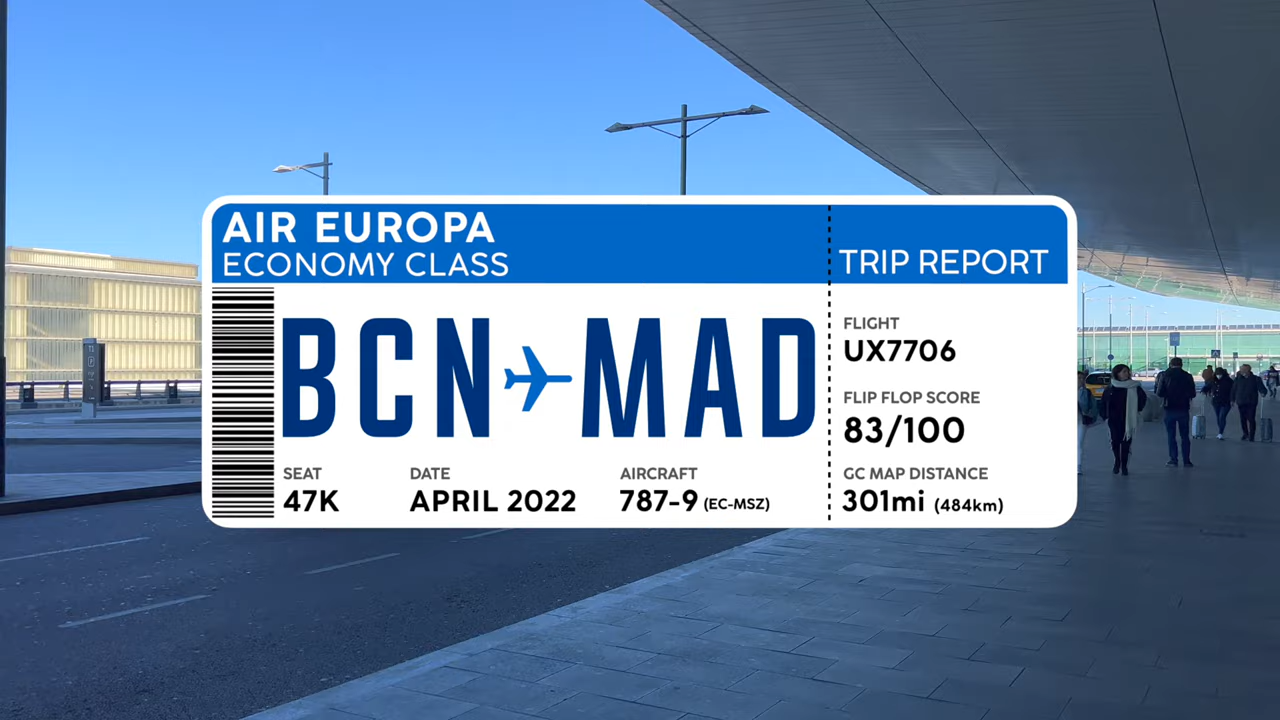 AIR EUROPA
ECONOMY CLASS
TRIP REPORT
BCN MAD
FLIGHT
UX7706
FLIP FLOP SCORE
83/100
SEAT
47K
DATE
APRIL 2022
AIRCRAFT
787-9 (EC-MSZ)
GC MAP DISTANCE
301mi (484km)
T1
P